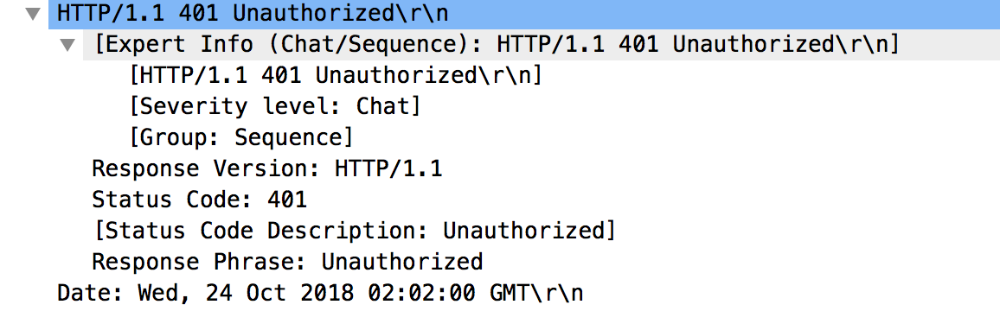 HTTP/1.1 401 Unauthorized\r\n
[Expert Info (Chat/Sequence): HTTP/1.1 401 Unauthorized\r\n]
[HTTP/1.1 401 Unauthorized\r\n]
[Severity level: Chat]
[Group: Sequence]
Response Version: HTTP/1.1
Status Code: 401
[Status Code Description: Unauthorized]
Response Phrase: Unauthorized
Date: Wed, 24 Oct 2018 02:02:00 GMT\r\n